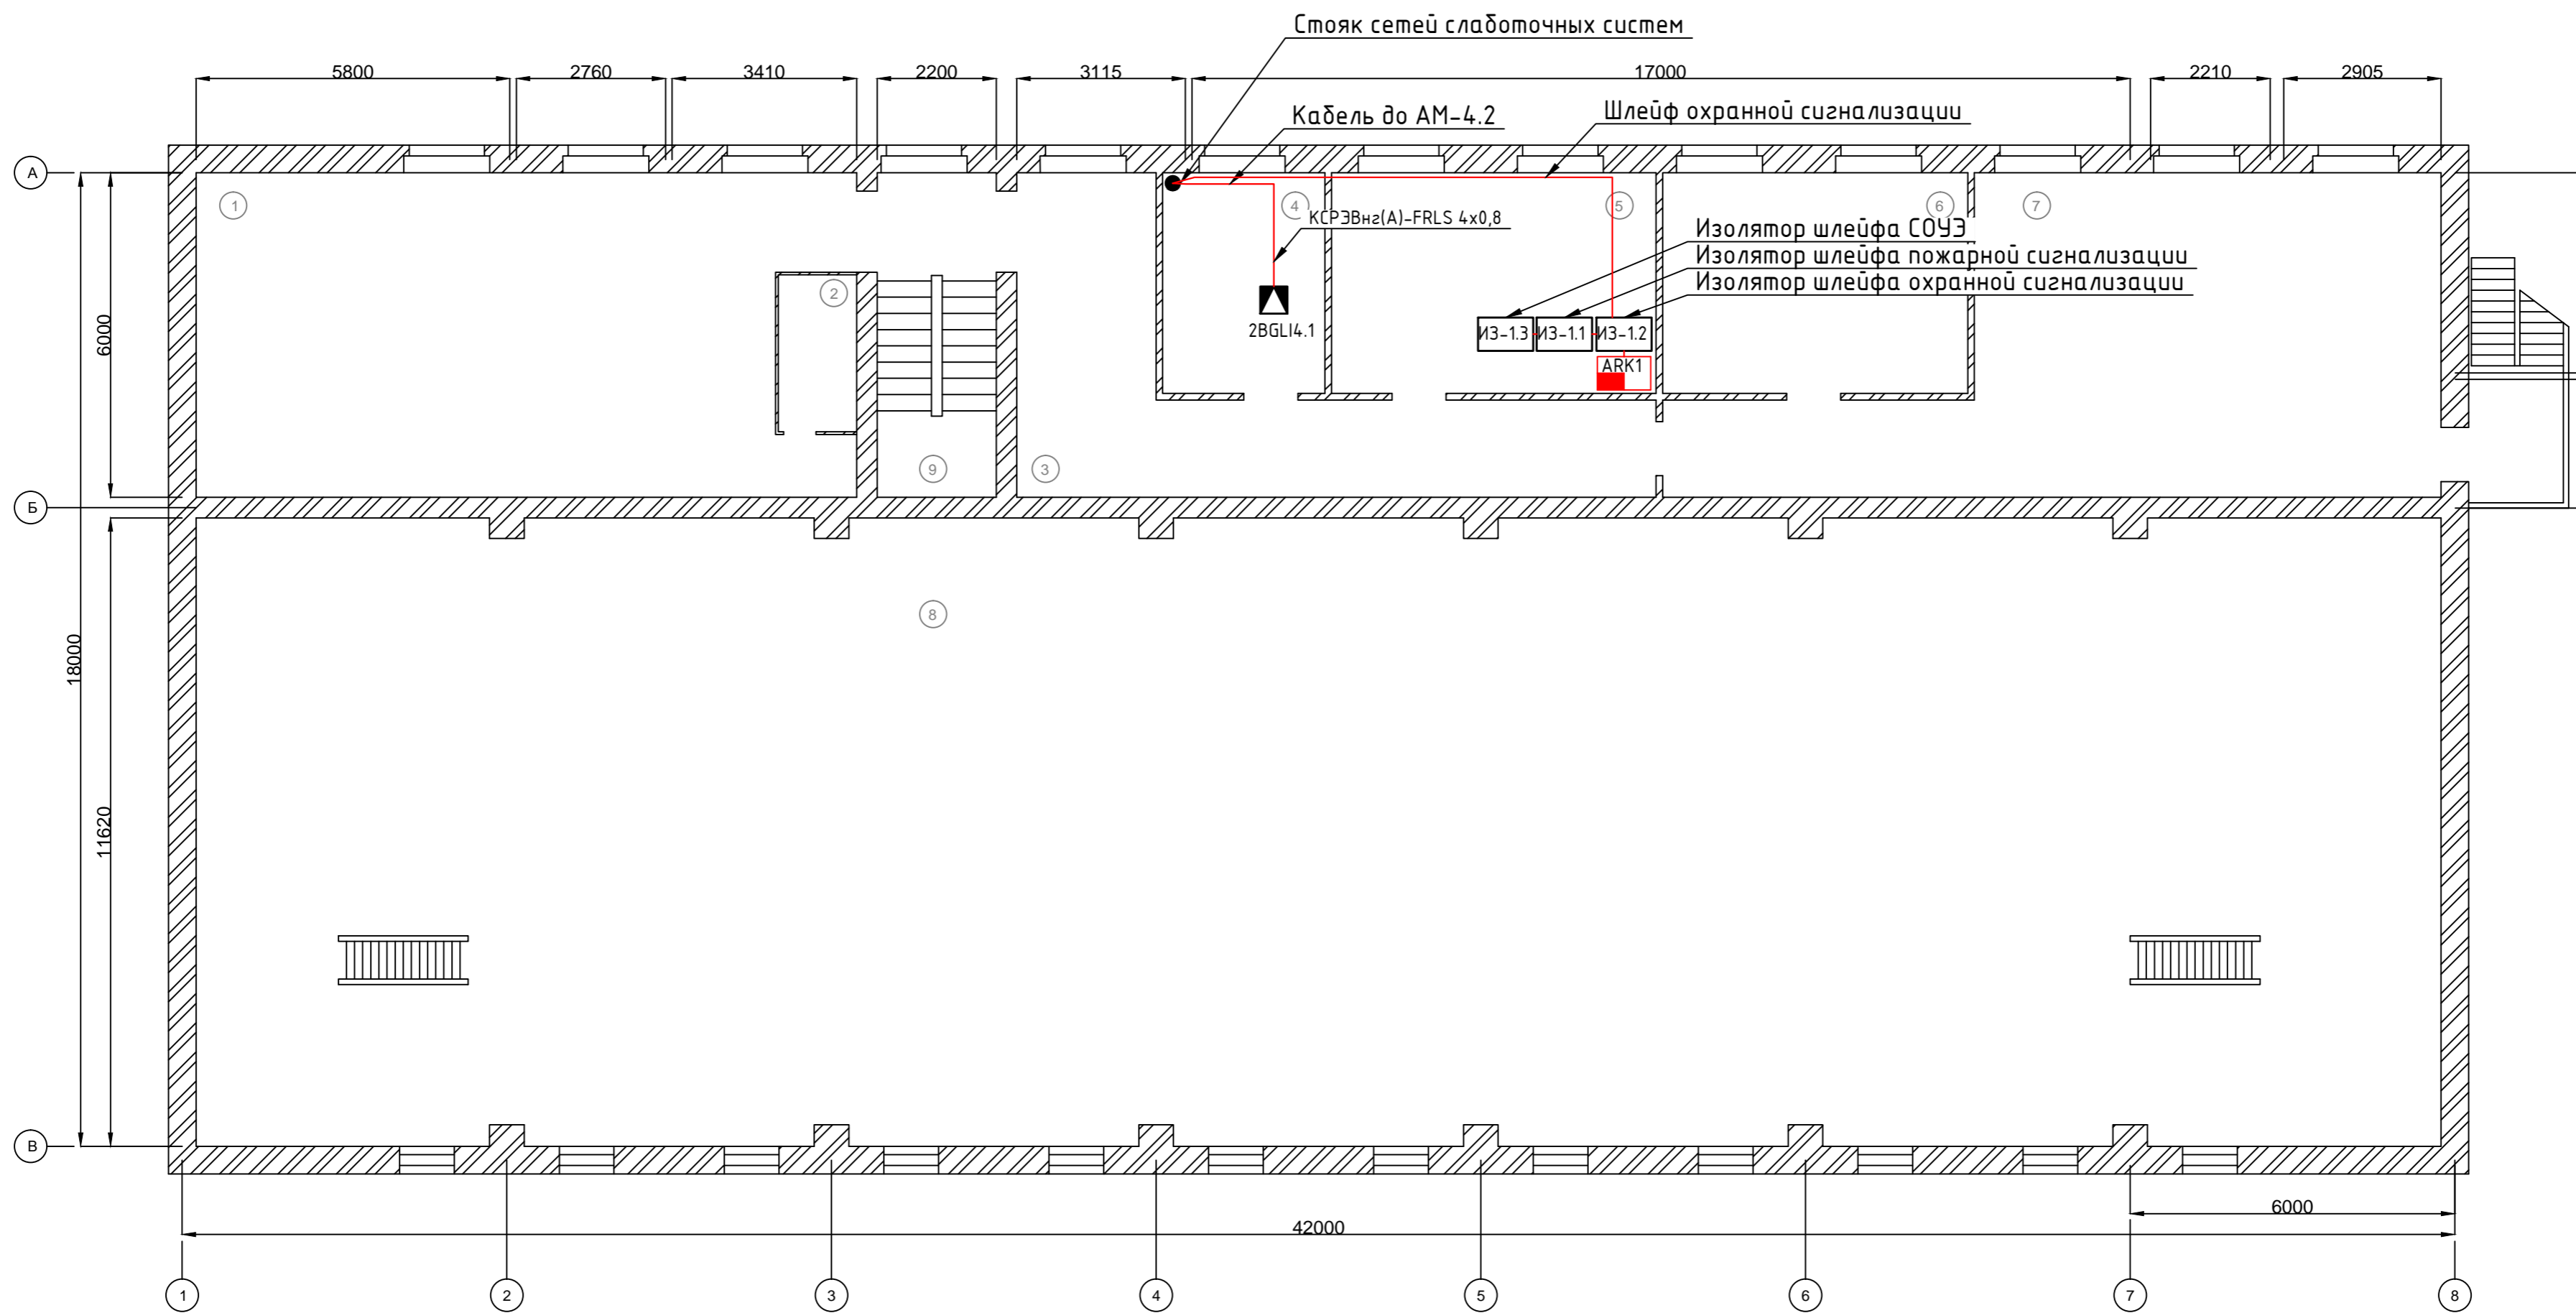 Стояк сетей слаботочных систем
5800
2760
3410
2200
3115
17000
2210
2905
Кабель до АМ-4.2
Шлейф охранной сигнализации
А
1
4
5
6
7
КСРЭВнг(А)-FRLS 4x0,8
Изолятор шлейфа СОУЭ
Изолятор шлейфа пожарной сигнализации
Изолятор шлейфа охранной сигнализации
2
6000
2BGLI4.1
ИЗ-1.3
ИЗ-1.1
ИЗ-1.2
ARK1
9
3
Б
8
18000
11620
В
6000
42000
1
2
3
4
5
6
7
8